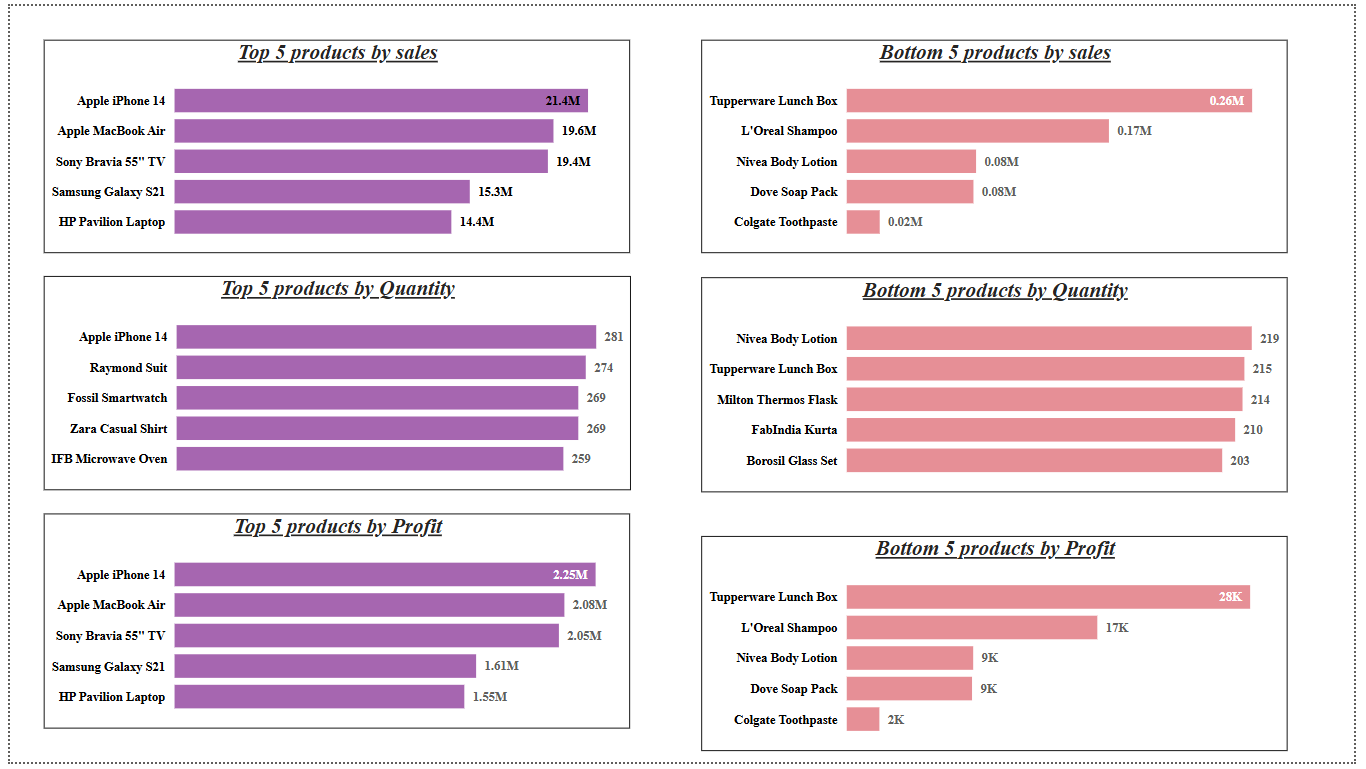 Top 5 products by sales
Apple iPhone 14 21.4M
Apple MacBook Air 19.6M
Sony Bravia 55" TV 19.4M
Samsung Galaxy S21 15.3M
HP Pavilion Laptop 14.4M
Bottom 5 products by sales
Tupperware Lunch Box 0.26M
L'Oreal Shampoo 0.17M
Nivea Body Lotion 0.08M
Dove Soap Pack 0.08M
Colgate Toothpaste 0.02M
Top 5 products by Quantity
Apple iPhone 14 281
Raymond Suit 274
Fossil Smartwatch 269
Zara Casual Shirt 269
IFB Microwave Oven 259
Bottom 5 products by Quantity
Nivea Body Lotion 219
Tupperware Lunch Box 215
Milton Thermos Flask 214
FabIndia Kurta 210
Borosil Glass Set 203
Top 5 products by Profit
Apple iPhone 14 2.25M
Apple MacBook Air 2.08M
Sony Bravia 55" TV 2.05M
Samsung Galaxy S21 1.61M
HP Pavilion Laptop 1.55M
Bottom 5 products by Profit
Tupperware Lunch Box 28K
L'Oreal Shampoo 17K
Nivea Body Lotion 9K
Dove Soap Pack 9K
Colgate Toothpaste 2K